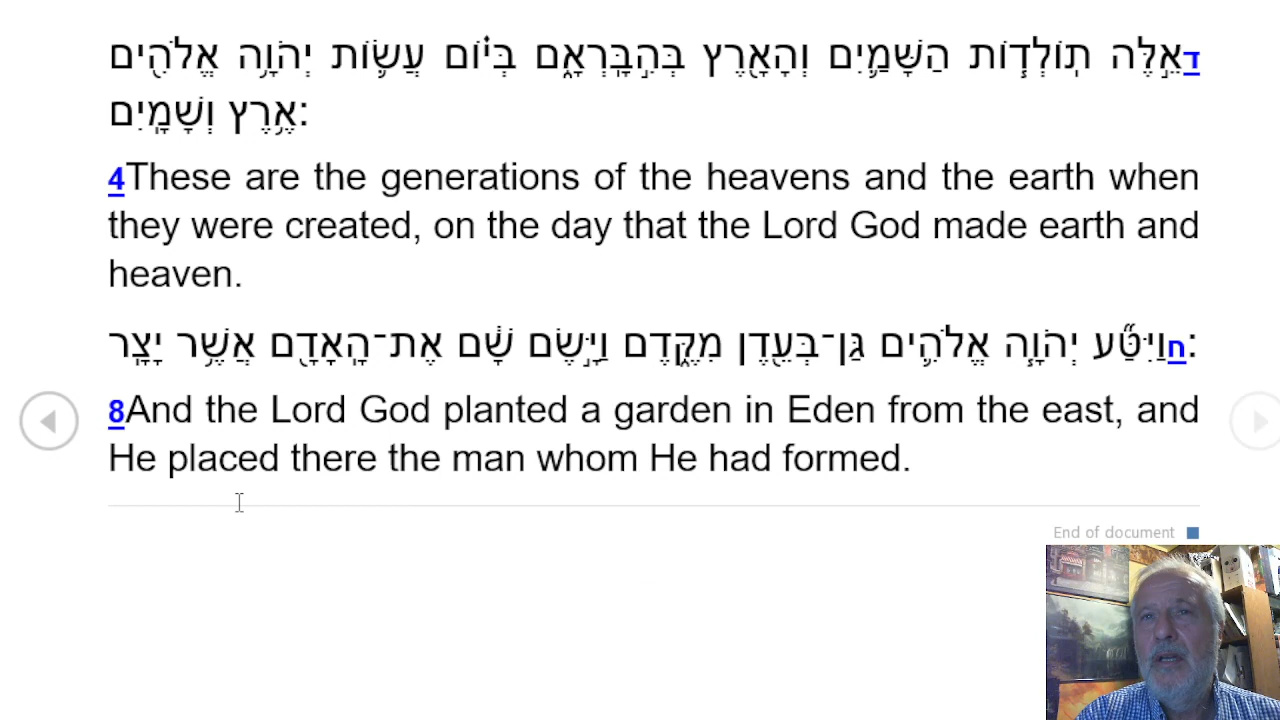 דאֵ֣לֶּה תֽוֹלְד֧וֹת הַשָּׁמַ֛יִם וְהָאָ֖רֶץ בְּהִבָּֽרְאָ֑ם בְּי֗וֹם עֲשׂ֛וֹת יְהֹוָ֥ה אֱלֹהִ֖ים
אֶ֥רֶץ וְשָׁמָֽיִם:
4These are the generations of the heavens and the earth when
they were created, on the day that the Lord God made earth and
heaven.
חוַיִּטַּ֞ע יְהֹוָ֧ה אֱלֹהִ֛ים גַּן־בְּעֵ֖דֶן מִקֶּ֑דֶם וַיָּ֣שֶׂם שָׁ֔ם אֶת־הָֽאָדָ֖ם אֲשֶׁ֥ר יָצָֽר:
8And the Lord God planted a garden in Eden from the east, and
He placed there the man whom He had formed.
End of document